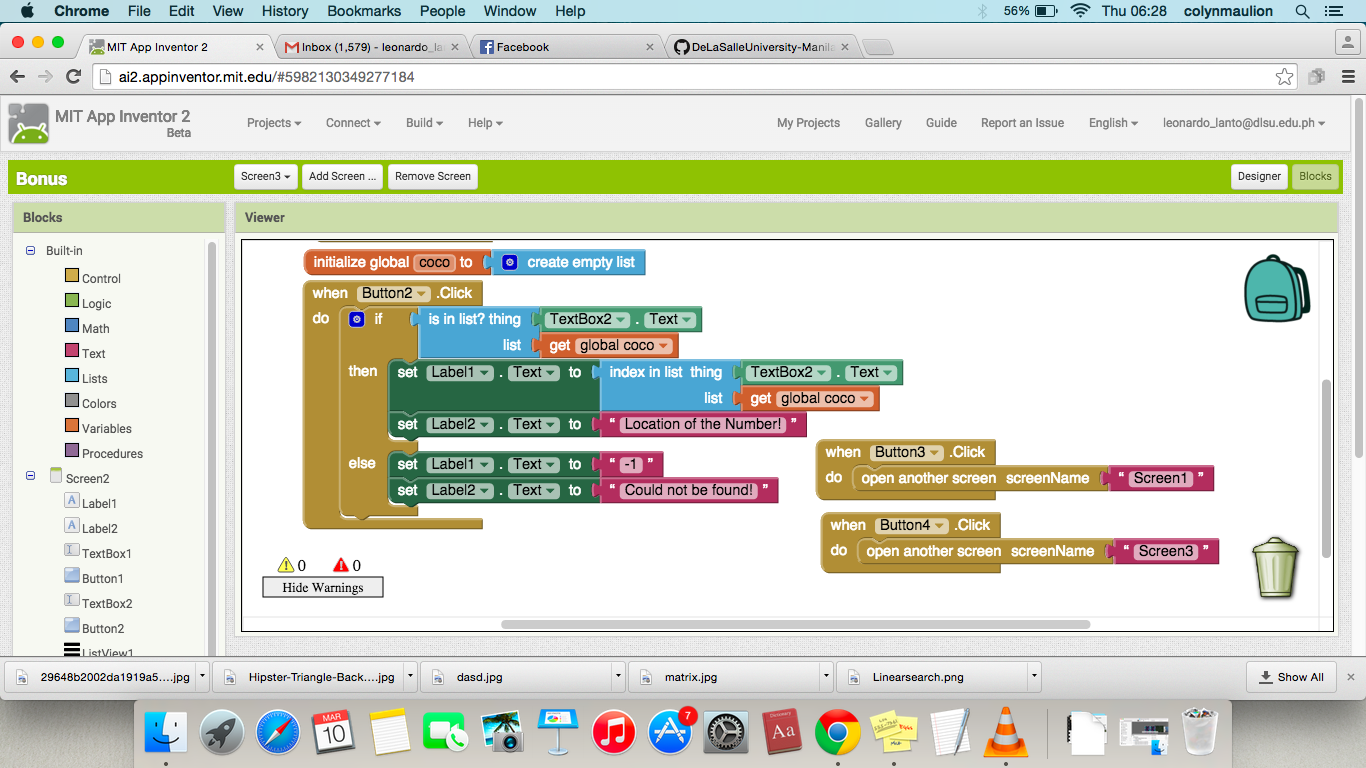 Chrome File Edit View History Bookmarks People Window Help 56% Thu 06:28 colynmaulion
MIT App Inventor 2 Inbox (1,579) - leonardo_la Facebook DeLaSalleUniversity-Manila
ai2.appinventor.mit.edu/#5982130349277184
MIT App Inventor 2
Beta
Projects Connect Build Help My Projects Gallery Guide Report an Issue English leonardo_lanto@dlsu.edu.ph
Bonus Screen3 Add Screen ... Remove Screen Designer Blocks
Blocks Viewer
Built-in
Control
Logic
Math
Text
Lists
Colors
Variables
Procedures
Screen2
Label1
Label2
TextBox1
Button1
TextBox2
Button2
ListView1
initialize global coco to create empty list
when Button2 .Click
do if is in list? thing TextBox2 . Text
list get global coco
then set Label1 . Text to index in list thing TextBox2 . Text
list get global coco
set Label2 . Text to “ Location of the Number! ”
else set Label1 . Text to “ -1 ”
set Label2 . Text to “ Could not be found! ”
when Button3 .Click
do open another screen screenName “ Screen1 ”
when Button4 .Click
do open another screen screenName “ Screen3 ”
0 0
Hide Warnings
29648b2002da1919a5....jpg Hipster-Triangle-Back....jpg dasd.jpg matrix.jpg Linearsearch.png Show All
MAR
10
7
Aa